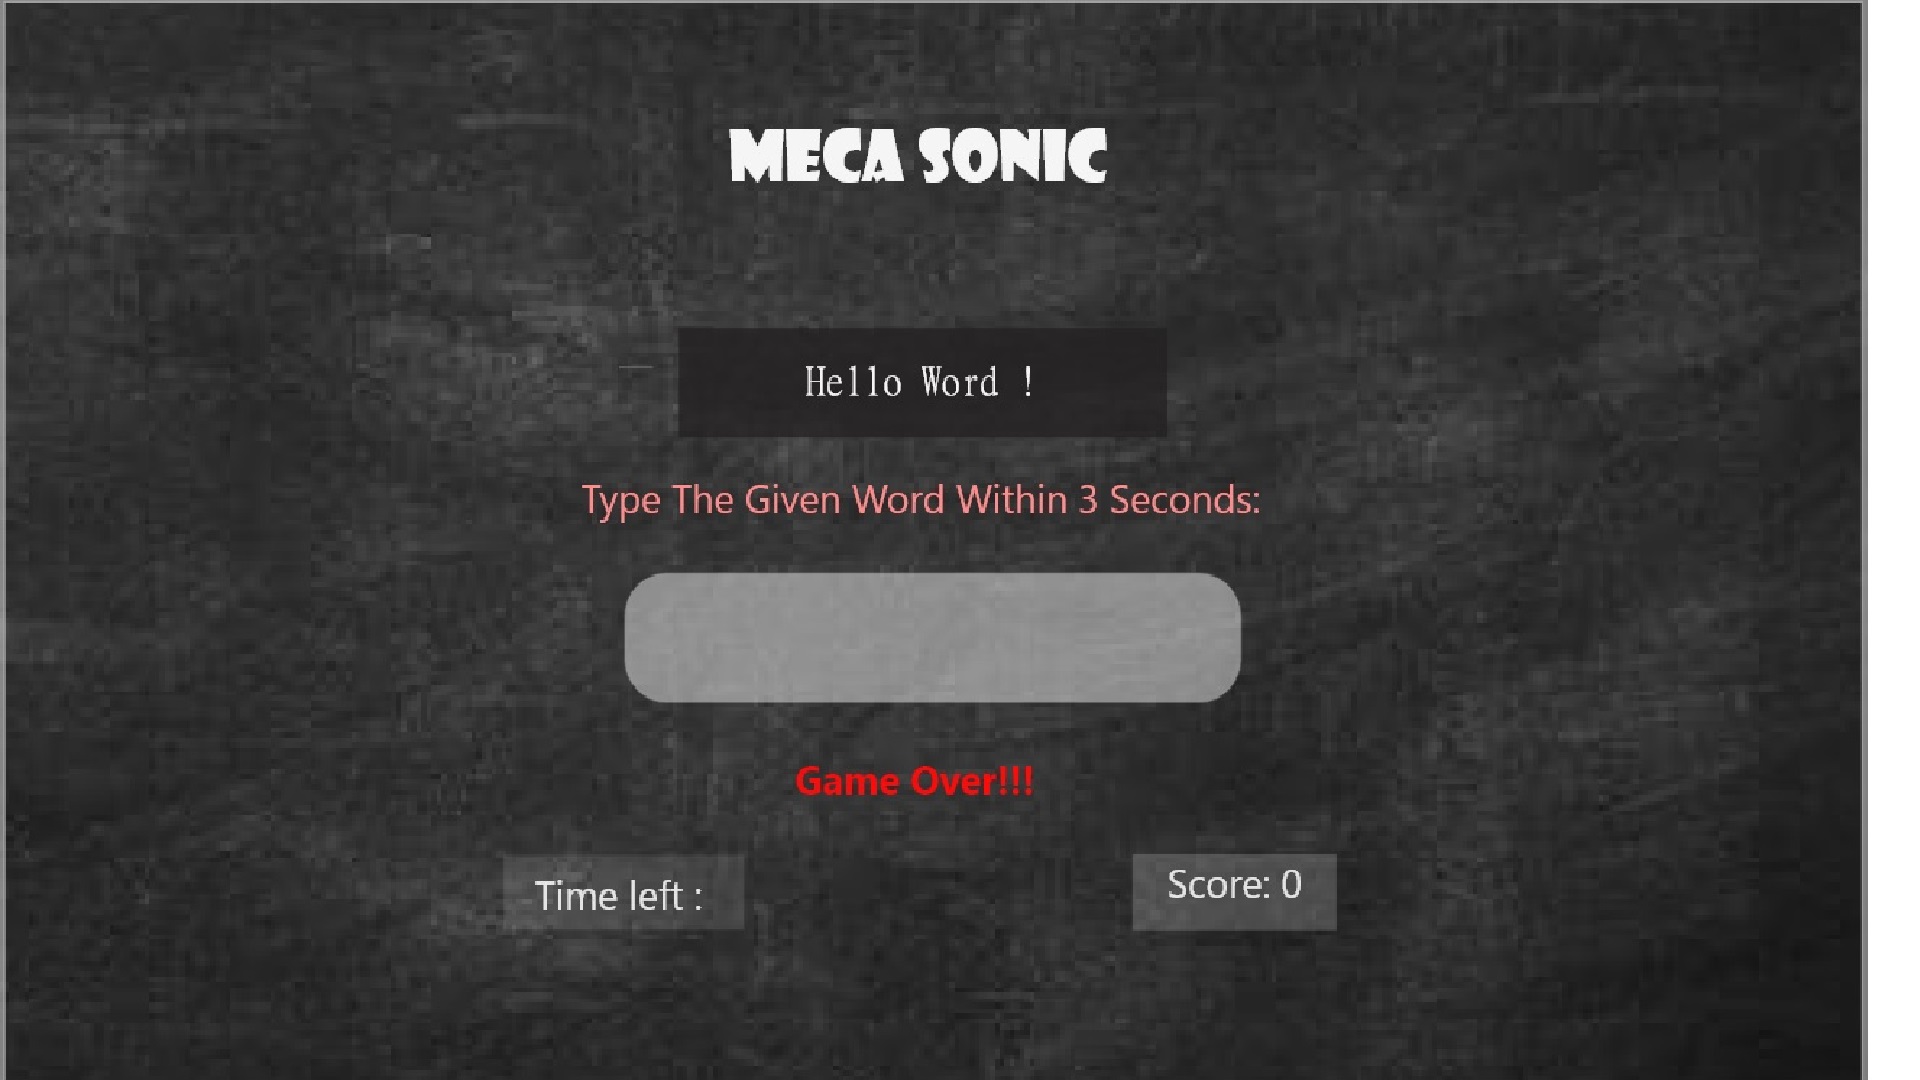 MECA SONIC
Hello Word !
Type The Given Word Within 3 Seconds:
Game Over!!!
Time left :
Score: 0